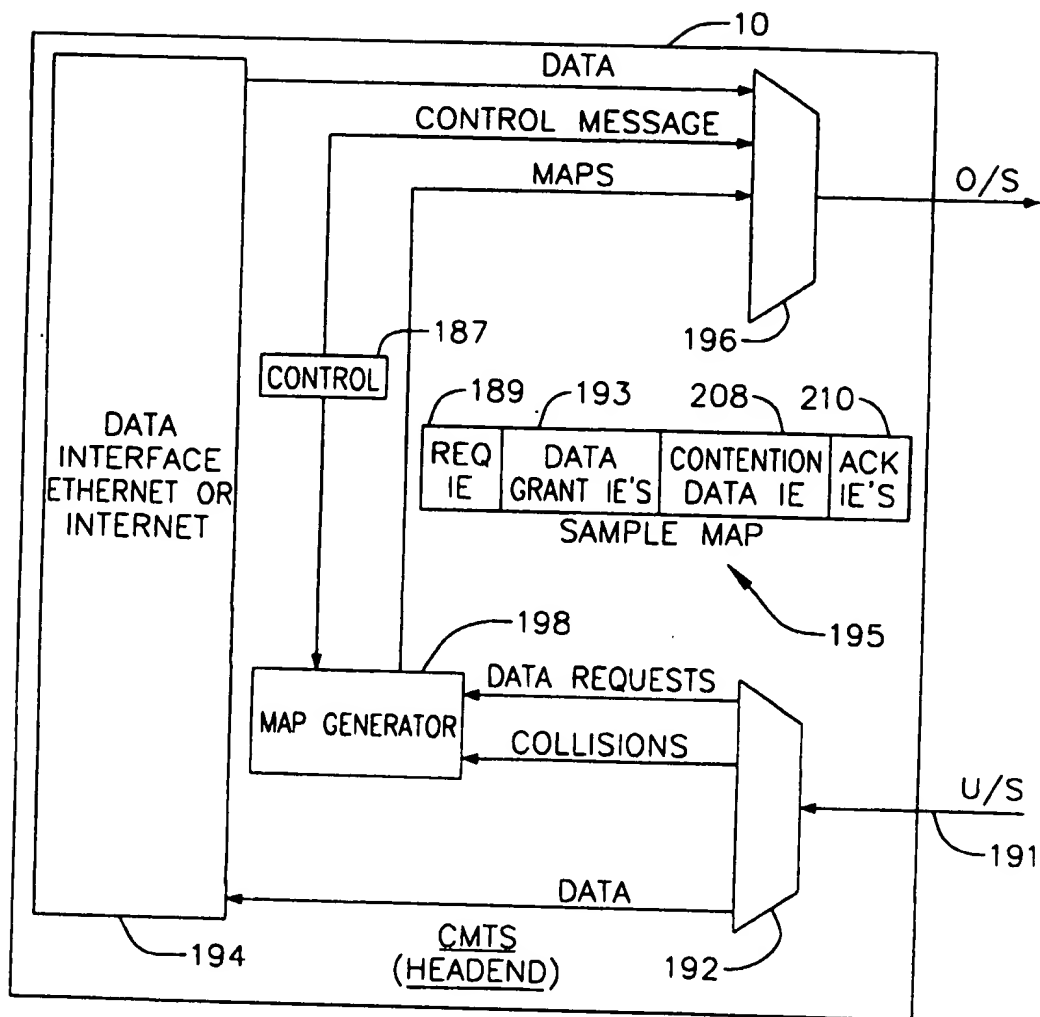 10
DATA
CONTROL MESSAGE
MAPS
O/S
196
187
CONTROL
189
193
208
210
DATA
INTERFACE
ETHERNET OR
INTERNET
REQ
IE
DATA
GRANT IE'S
CONTENTION
DATA IE
ACK
IE'S
SAMPLE MAP
195
198
MAP GENERATOR
DATA REQUESTS
COLLISIONS
U/S
191
DATA
194
CMTS
(HEADEND)
192